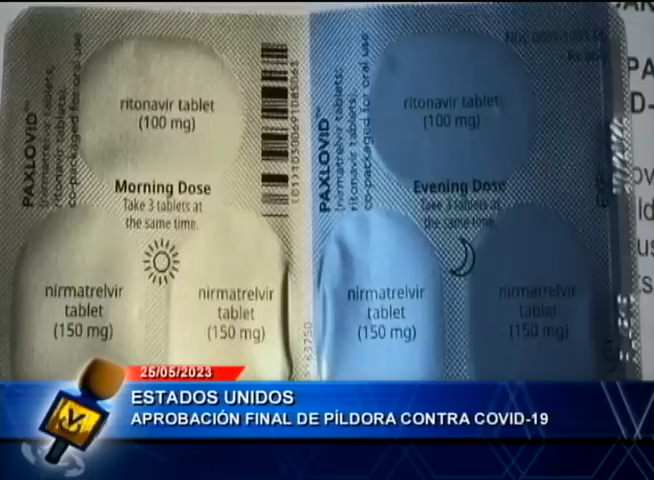 PAXLOVID™
(nirmatrelvir tablets;
ritonavir tablets),
co-packaged for oral use
ritonavir tablet
(100 mg)
Morning Dose
Take 3 tablets at
the same time.
nirmatrelvir
tablet
(150 mg)
nirmatrelvir
tablet
(150 mg)
PAXLOVID™
(nirmatrelvir tablets;
ritonavir tablets),
co-packaged for oral use
ritonavir tablet
(100 mg)
Evening Dose
Take 3 tablets at
the same time.
nirmatrelvir
tablet
(150 mg)
nirmatrelvir
tablet
(150 mg)
25/05/2023
ESTADOS UNIDOS
APROBACIÓN FINAL DE PÍLDORA CONTRA COVID-19